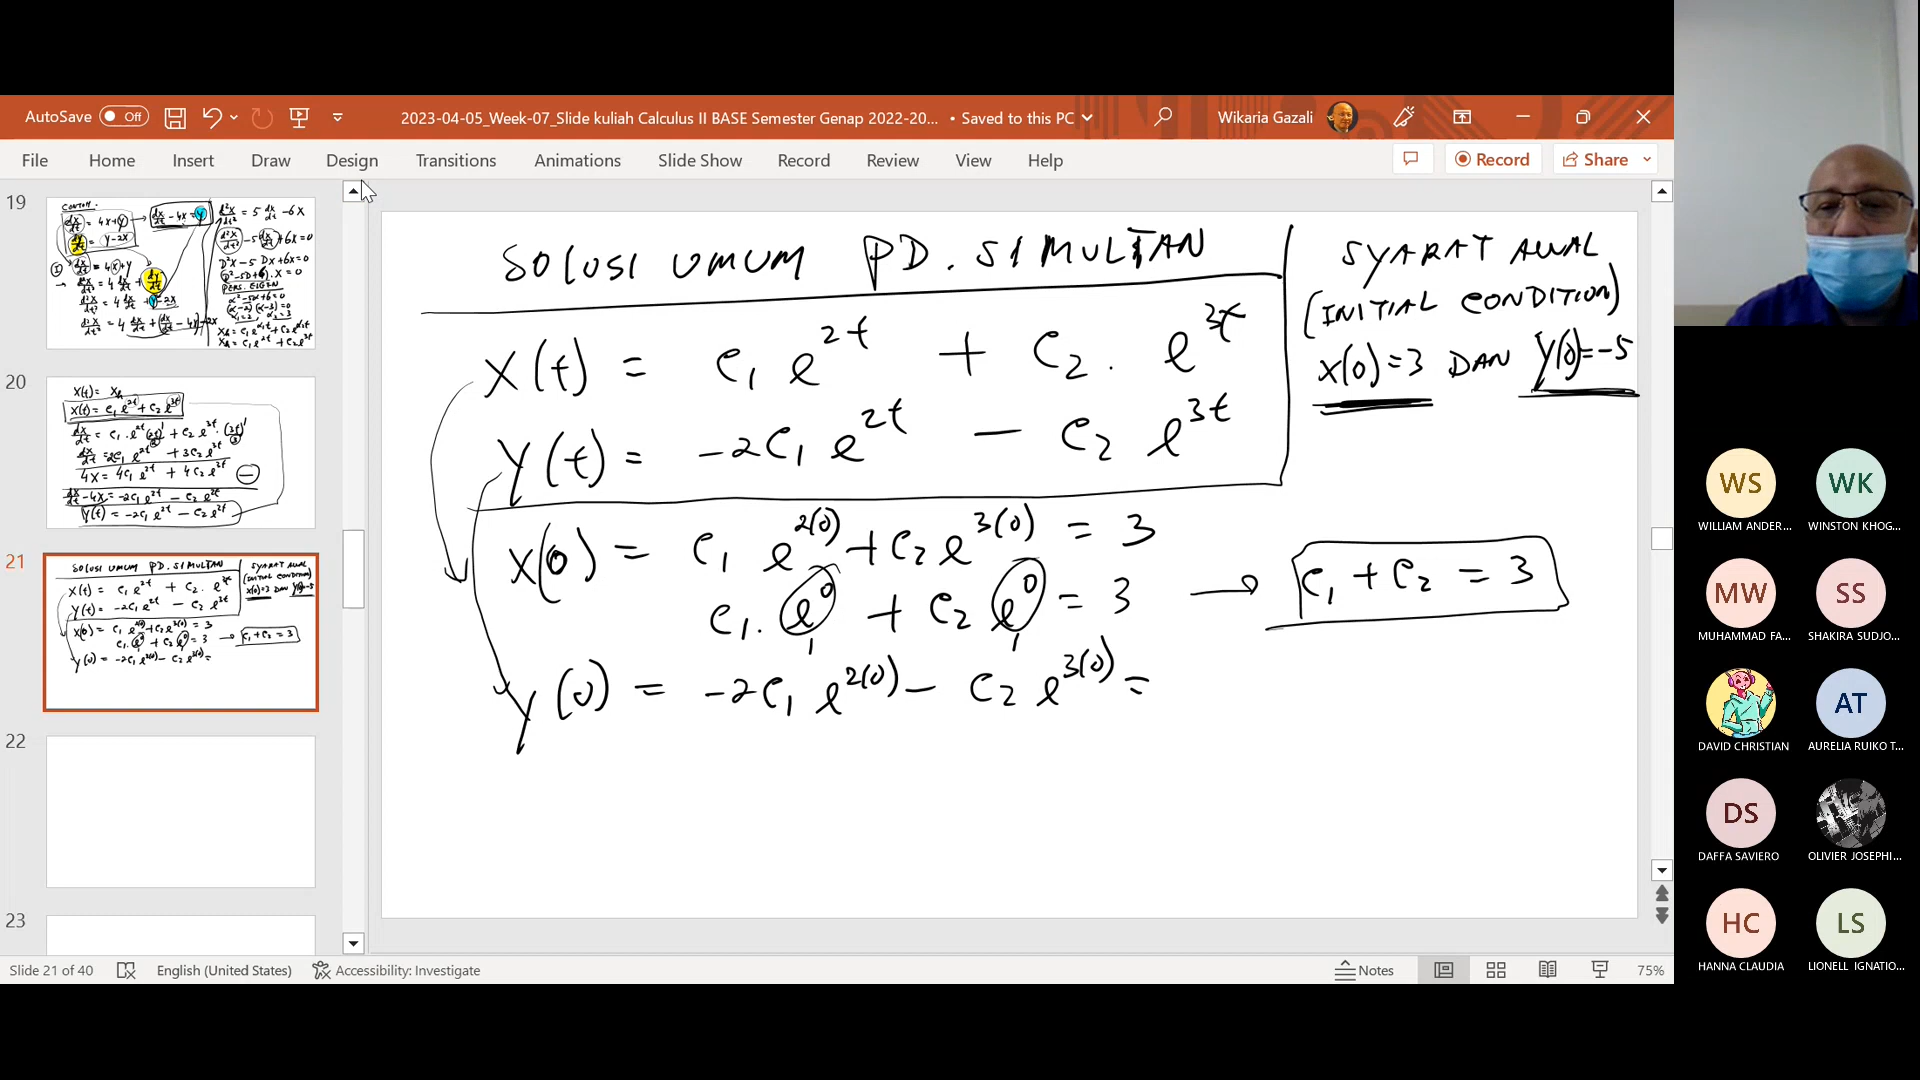 AutoSave Off 2023-04-05_Week-07_Slide kuliah Calculus II BASE Semester Genap 2022-20... • Saved to this PC Wikaria Gazali
File Home Insert Draw Design Transitions Animations Slide Show Record Review View Help Record Share
19
20
21
22
23
SOLUSI UMUM PD. SIMULTAN
x(t) = c₁ e^{2t} + c₂ . e^{3t}
y(t) = -2c₁ e^{2t} - c₂ e^{3t}
SYARAT AWAL
(INITIAL CONDITION)
x(0)=3 DAN y(0)=-5
x(0) = c₁ e^{2(0)} + c₂ e^{3(0)} = 3
c₁ . e⁰ + c₂ e⁰ = 3 → c₁ + c₂ = 3
1 1
y(0) = -2c₁ e^{2(0)} - c₂ e^{3(0)} =
WS WK
WILLIAM ANDER... WINSTON KHOG...
MW SS
MUHAMMAD FA... SHAKIRA SUDJO...
AT
DAVID CHRISTIAN AURELIA RUIKO T...
DS
DAFFA SAVIERO OLIVIER JOSEPHI...
HC LS
HANNA CLAUDIA LIONELL IGNATIO...
Slide 21 of 40 English (United States) Accessibility: Investigate Notes 75%